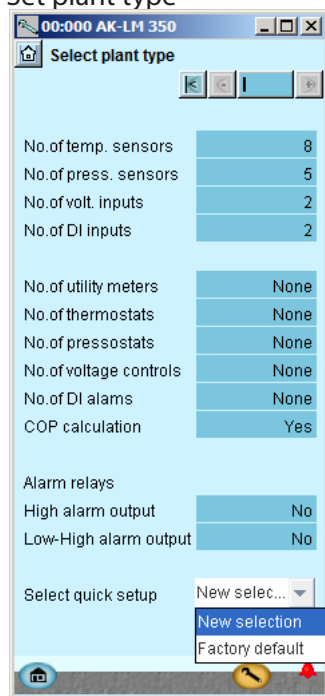 Set plant type
00:000 AK-LM 350
Select plant type
No.of temp. sensors 8
No.of press. sensors 5
No.of volt. inputs 2
No.of DI inputs 2
No.of utility meters None
No.of thermostats None
No.of pressostats None
No.of voltage controls None
No.of DI alams None
COP calculation Yes
Alarm relays
High alarm output No
Low-High alarm output No
Select quick setup New selec...
New selection
Factory default